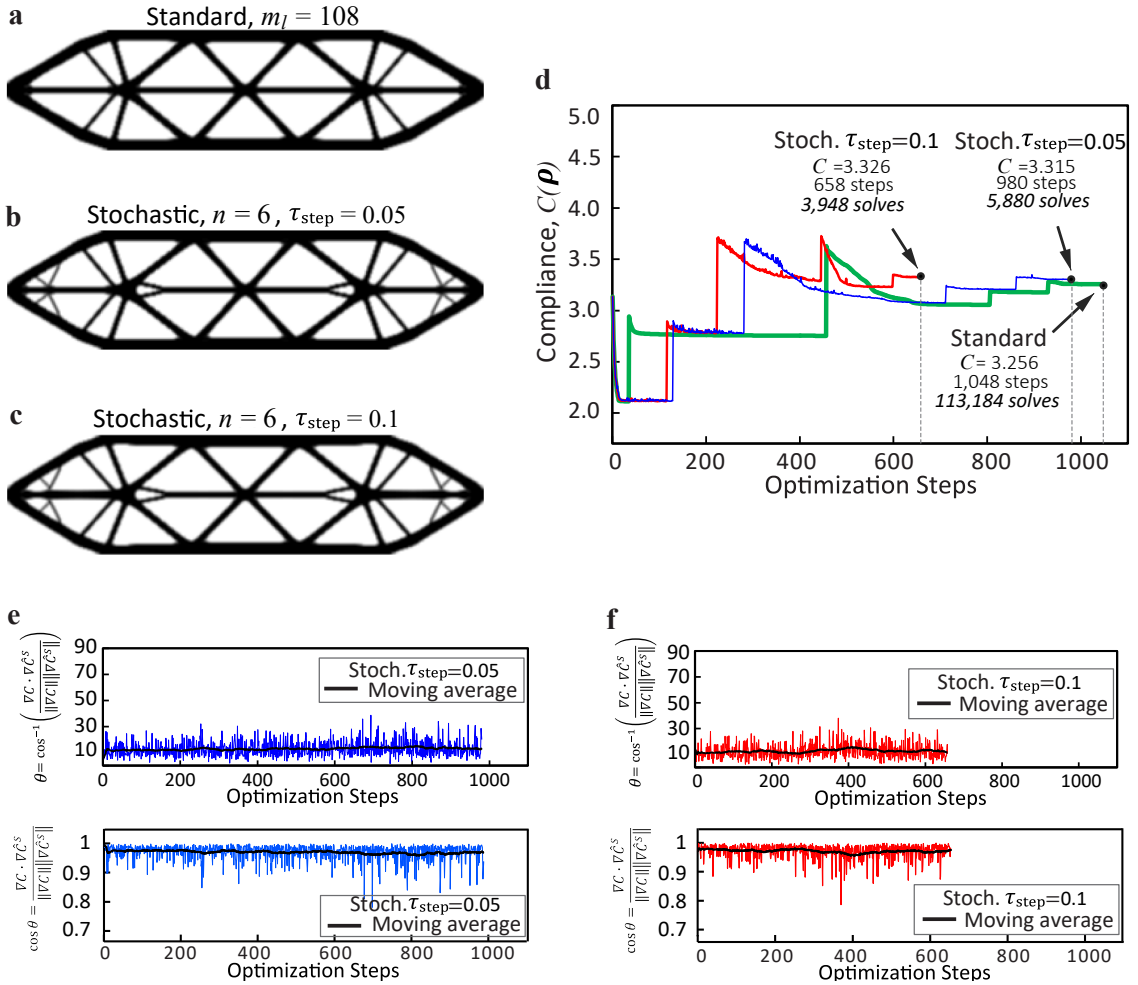 a
Standard, m_l = 108
b
Stochastic, n = 6 , τ_step = 0.05
c
Stochastic, n = 6 , τ_step = 0.1
d
Compliance, C(ρ)
5.0
4.5
4.0
3.5
3.0
2.5
2.0
Stoch. τ_step=0.1
C =3.326
658 steps
3,948 solves
Stoch. τ_step=0.05
C =3.315
980 steps
5,880 solves
Standard
C= 3.256
1,048 steps
113,184 solves
0 200 400 600 800 1000
Optimization Steps
e
θ= cos⁻¹ (∇C · ∇Ĉ^S / ‖∇C‖‖∇Ĉ^S‖)
90
70
50
30
10
Stoch. τ_step=0.05
Moving average
0 200 400 600 800 1000
Optimization Steps
cos θ = ∇C · ∇Ĉ^S / ‖∇C‖‖∇Ĉ^S‖
1
0.9
0.8
0.7
Stoch. τ_step=0.05
Moving average
0 200 400 600 800 1000
Optimization Steps
f
θ= cos⁻¹ (∇C · ∇Ĉ^S / ‖∇C‖‖∇Ĉ^S‖)
90
70
50
30
10
Stoch. τ_step=0.1
Moving average
0 200 400 600 800 1000
Optimization Steps
cos θ = ∇C · ∇Ĉ^S / ‖∇C‖‖∇Ĉ^S‖
1
0.9
0.8
0.7
Stoch. τ_step=0.1
Moving average
0 200 400 600 800 1000
Optimization Steps